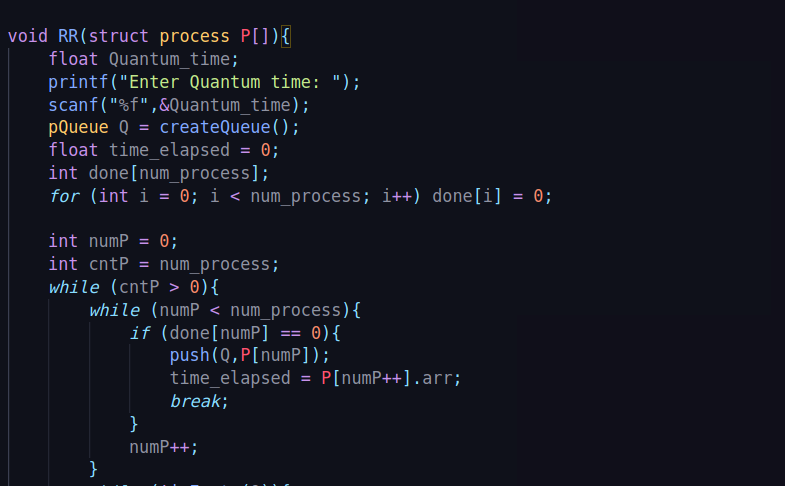 void RR(struct process P[]){
    float Quantum_time;
    printf("Enter Quantum time: ");
    scanf("%f",&Quantum_time);
    pQueue Q = createQueue();
    float time_elapsed = 0;
    int done[num_process];
    for (int i = 0; i < num_process; i++) done[i] = 0;

    int numP = 0;
    int cntP = num_process;
    while (cntP > 0){
        while (numP < num_process){
            if (done[numP] == 0){
                push(Q,P[numP]);
                time_elapsed = P[numP++].arr;
                break;
            }
            numP++;
        }